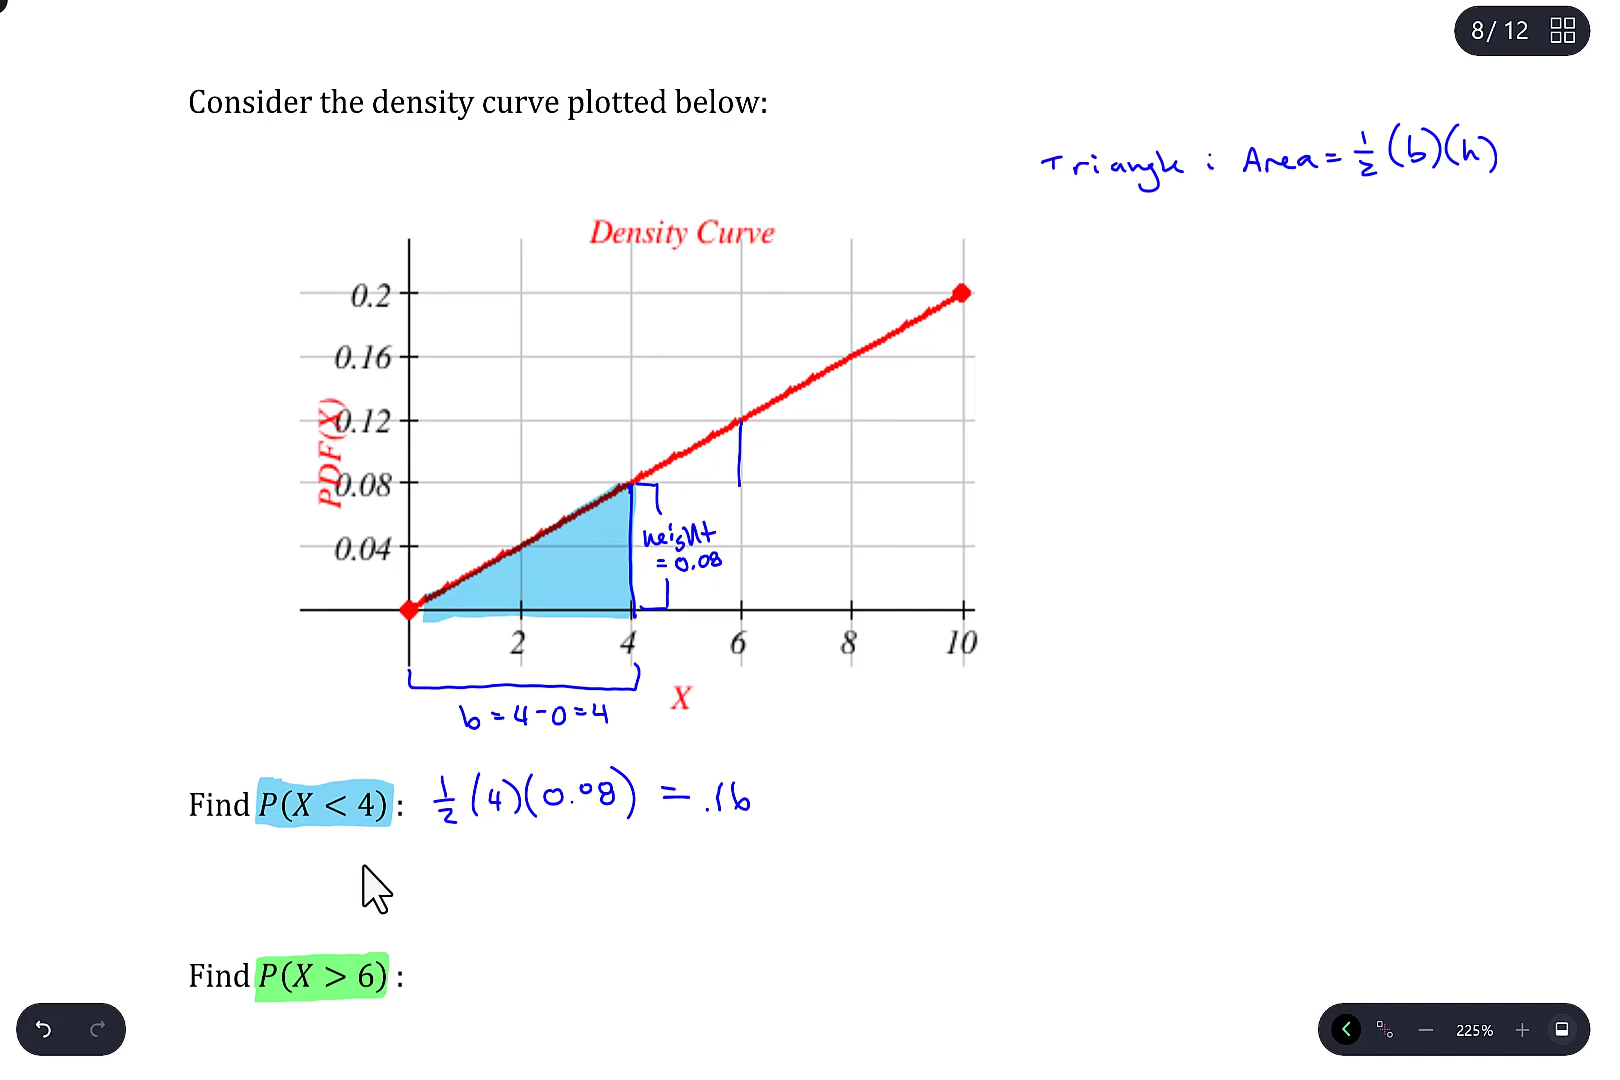 8/ 12
Consider the density curve plotted below:
Triangle : Area = 1/2 (b)(h)
Density Curve
0.2
0.16
0.12
0.08
0.04
PDF(X)
height
= 0.08
2 4 6 8 10
X
b = 4-0 = 4
Find P(X < 4) : 1/2 (4)(0.08) = .16
Find P(X > 6) :
225%